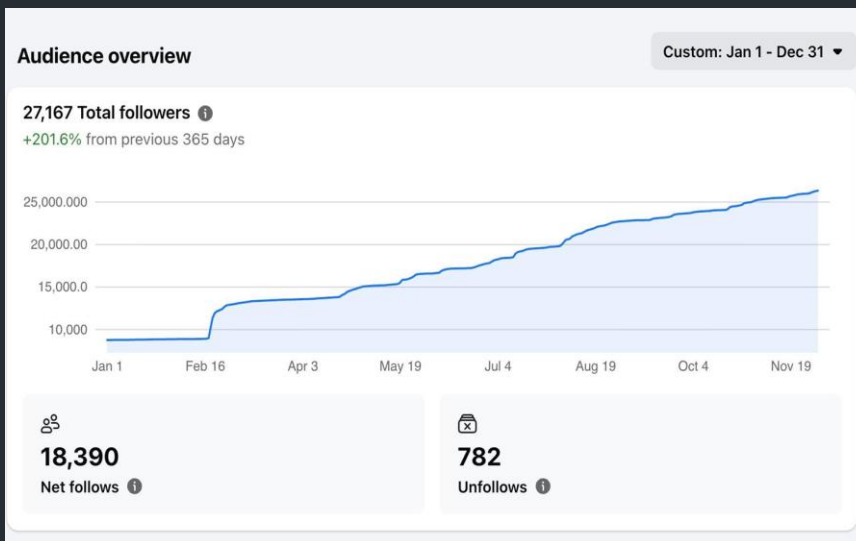 Audience overview
Custom: Jan 1 - Dec 31
27,167 Total followers
+201.6% from previous 365 days
25,000.000
20,000.00
15,000.0
10,000
Jan 1 Feb 16 Apr 3 May 19 Jul 4 Aug 19 Oct 4 Nov 19
18,390
Net follows
782
Unfollows